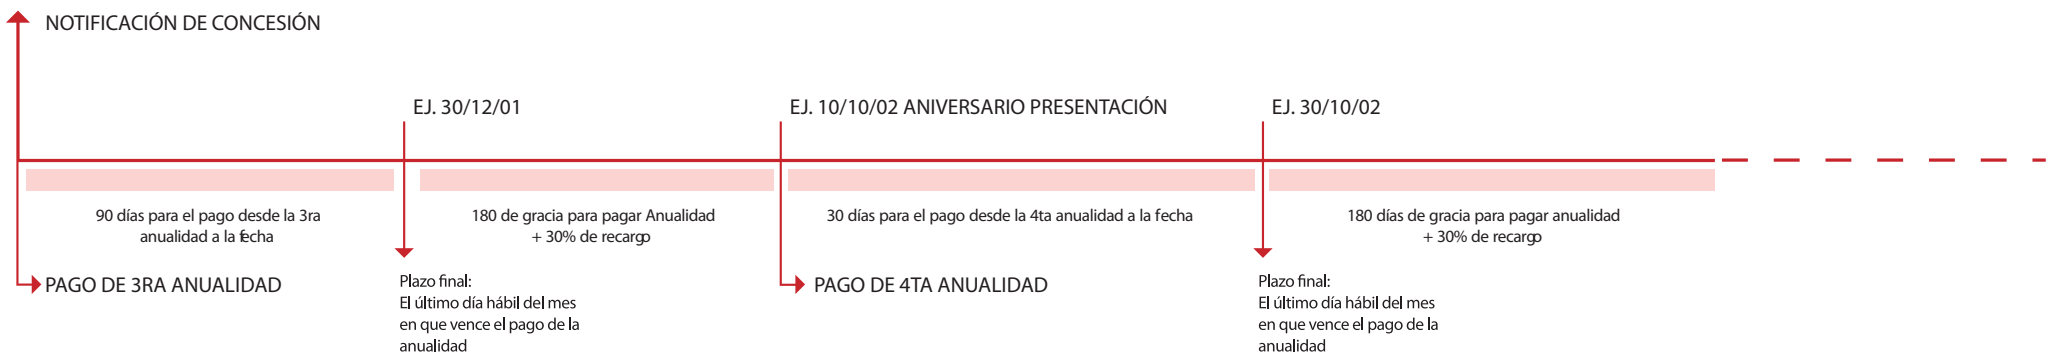 NOTIFICACIÓN DE CONCESIÓN
EJ. 30/12/01
EJ. 10/10/02 ANIVERSARIO PRESENTACIÓN
EJ. 30/10/02
90 días para el pago desde la 3ra
anualidad a la fecha
180 de gracia para pagar Anualidad
+ 30% de recargo
30 días para el pago desde la 4ta anualidad a la fecha
180 días de gracia para pagar anualidad
+ 30% de recargo
PAGO DE 3RA ANUALIDAD
Plazo final:
El último día hábil del mes
en que vence el pago de la
anualidad
PAGO DE 4TA ANUALIDAD
Plazo final:
El último día hábil del mes
en que vence el pago de la
anualidad